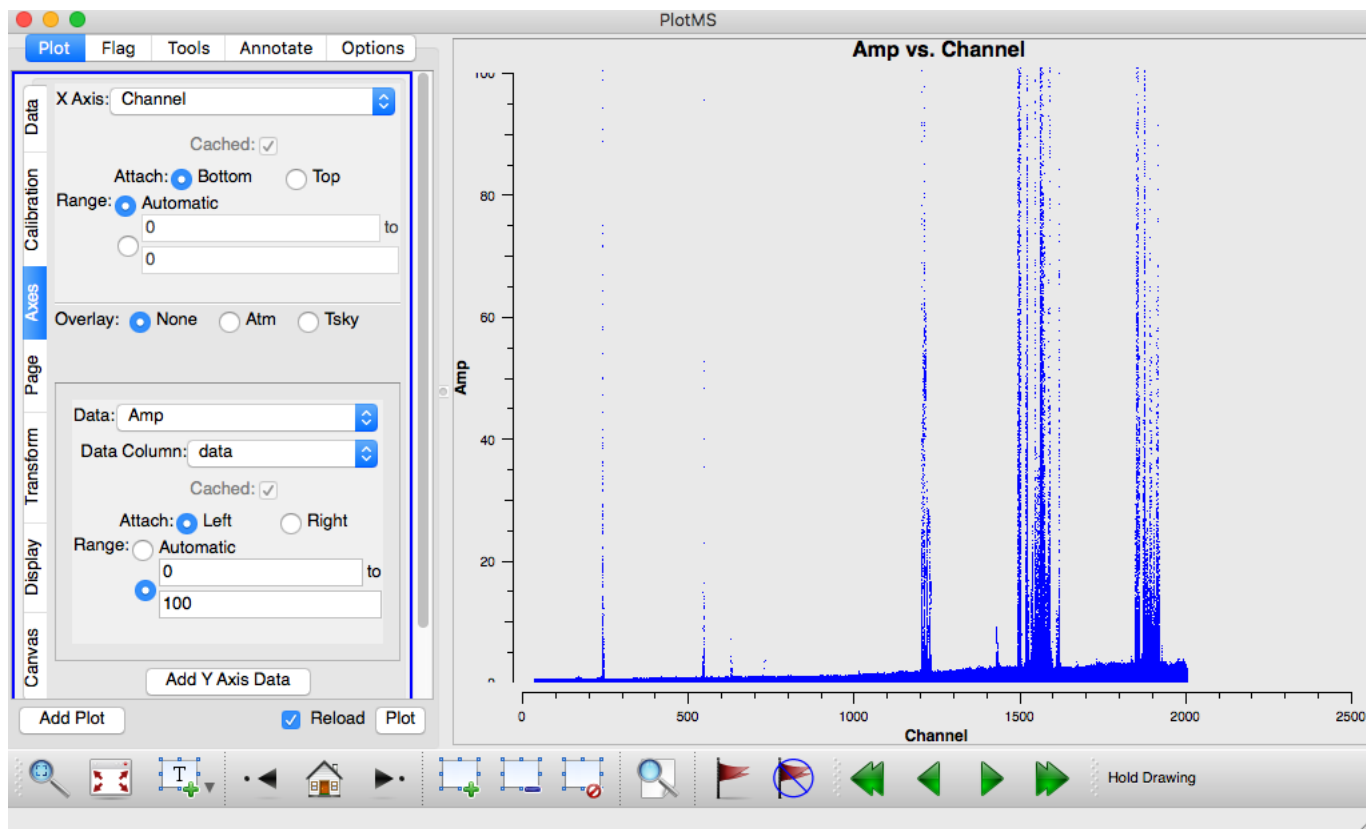 PlotMS
Plot Flag Tools Annotate Options
Data
Calibration
Axes
Page
Transform
Display
Canvas
X Axis: Channel
Cached:
Attach: Bottom Top
Range: Automatic
0 to
0
Overlay: None Atm Tsky
Data: Amp
Data Column: data
Cached:
Attach: Left Right
Range: Automatic
0 to
100
Add Y Axis Data
Add Plot Reload Plot
Amp vs. Channel
100
80
60
40
20
0
Amp
0 500 1000 1500 2000 2500
Channel
T
Hold Drawing